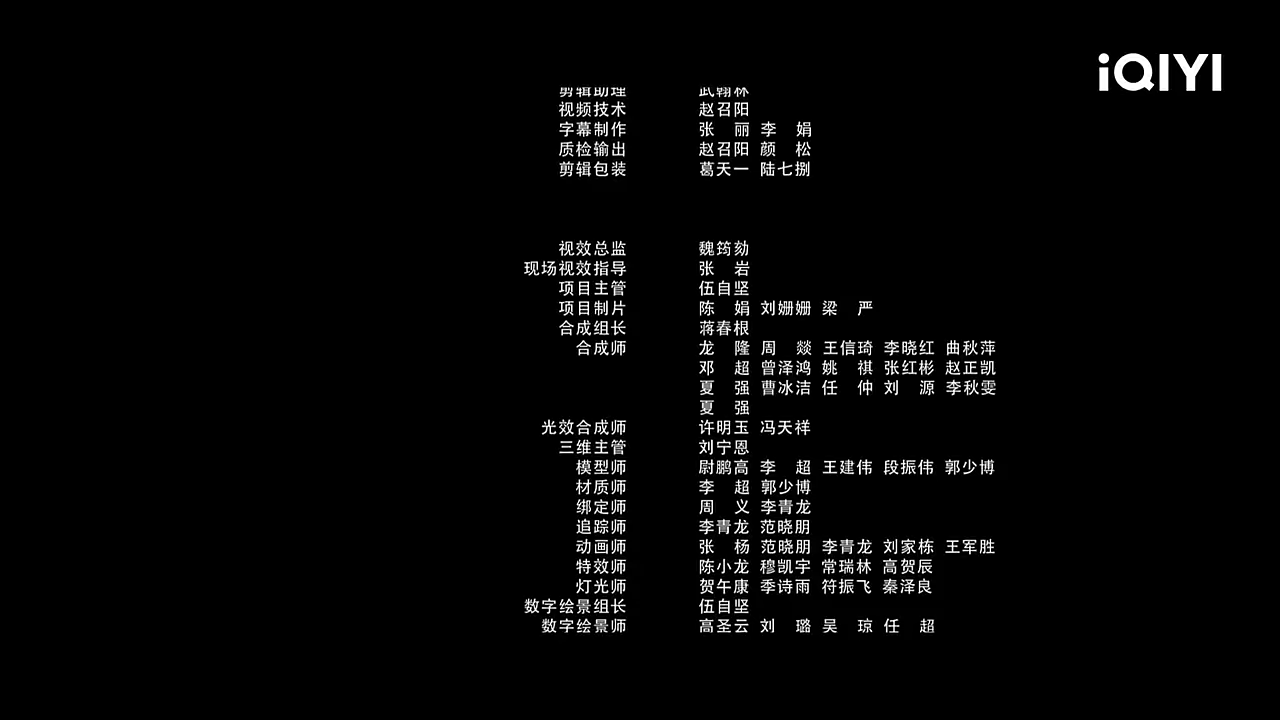 iQIYI
剪辑助理 武翰林
视频技术 赵召阳
字幕制作 张 丽 李 娟
质检输出 赵召阳 颜 松
剪辑包装 葛天一 陆七捌
视效总监 魏筠劾
现场视效指导 张 岩
项目主管 伍自坚
项目制片 陈 娟 刘姗姗 梁 严
合成组长 蒋春根
合成师 龙 隆 周 燚 王信琦 李晓红 曲秋萍
邓 超 曾泽鸿 姚 祺 张红彬 赵正凯
夏 强 曹冰洁 任 仲 刘 源 李秋雯
夏 强
光效合成师 许明玉 冯天祥
三维主管 刘宁恩
模型师 尉鹏高 李 超 王建伟 段振伟 郭少博
材质师 李 超 郭少博
绑定师 周 义 李青龙
追踪师 李青龙 范晓朋
动画师 张 杨 范晓朋 李青龙 刘家栋 王军胜
特效师 陈小龙 穆凯宇 常瑞林 高贺辰
灯光师 贺午康 季诗雨 符振飞 秦泽良
数字绘景组长 伍自坚
数字绘景师 高圣云 刘 璐 吴 琼 任 超